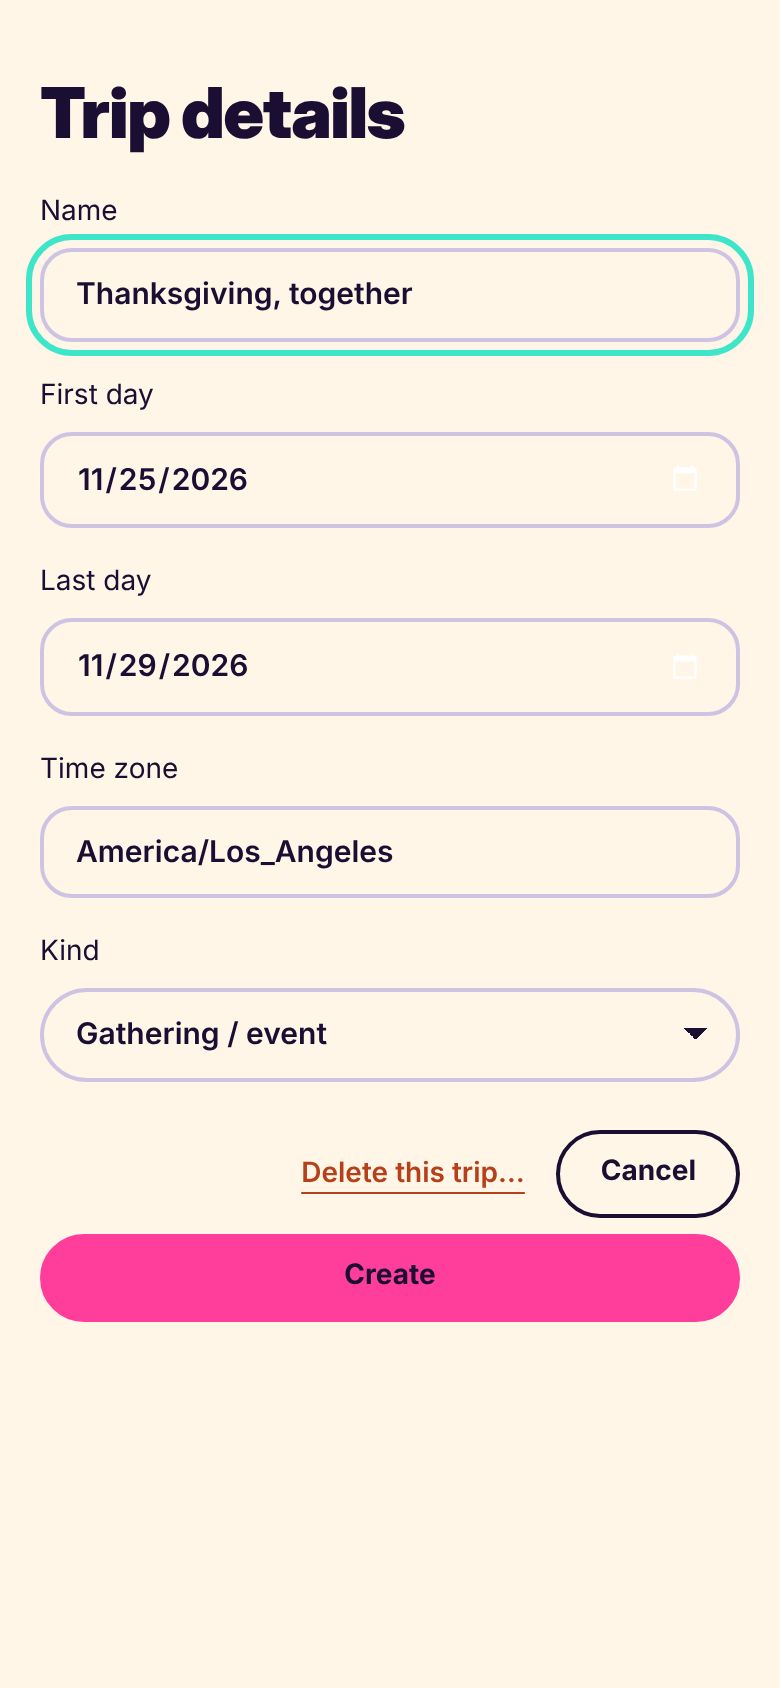 Trip details
Name
Thanksgiving, together
First day
11/25/2026
Last day
11/29/2026
Time zone
America/Los_Angeles
Kind
Gathering / event
Delete this trip... Cancel
Create